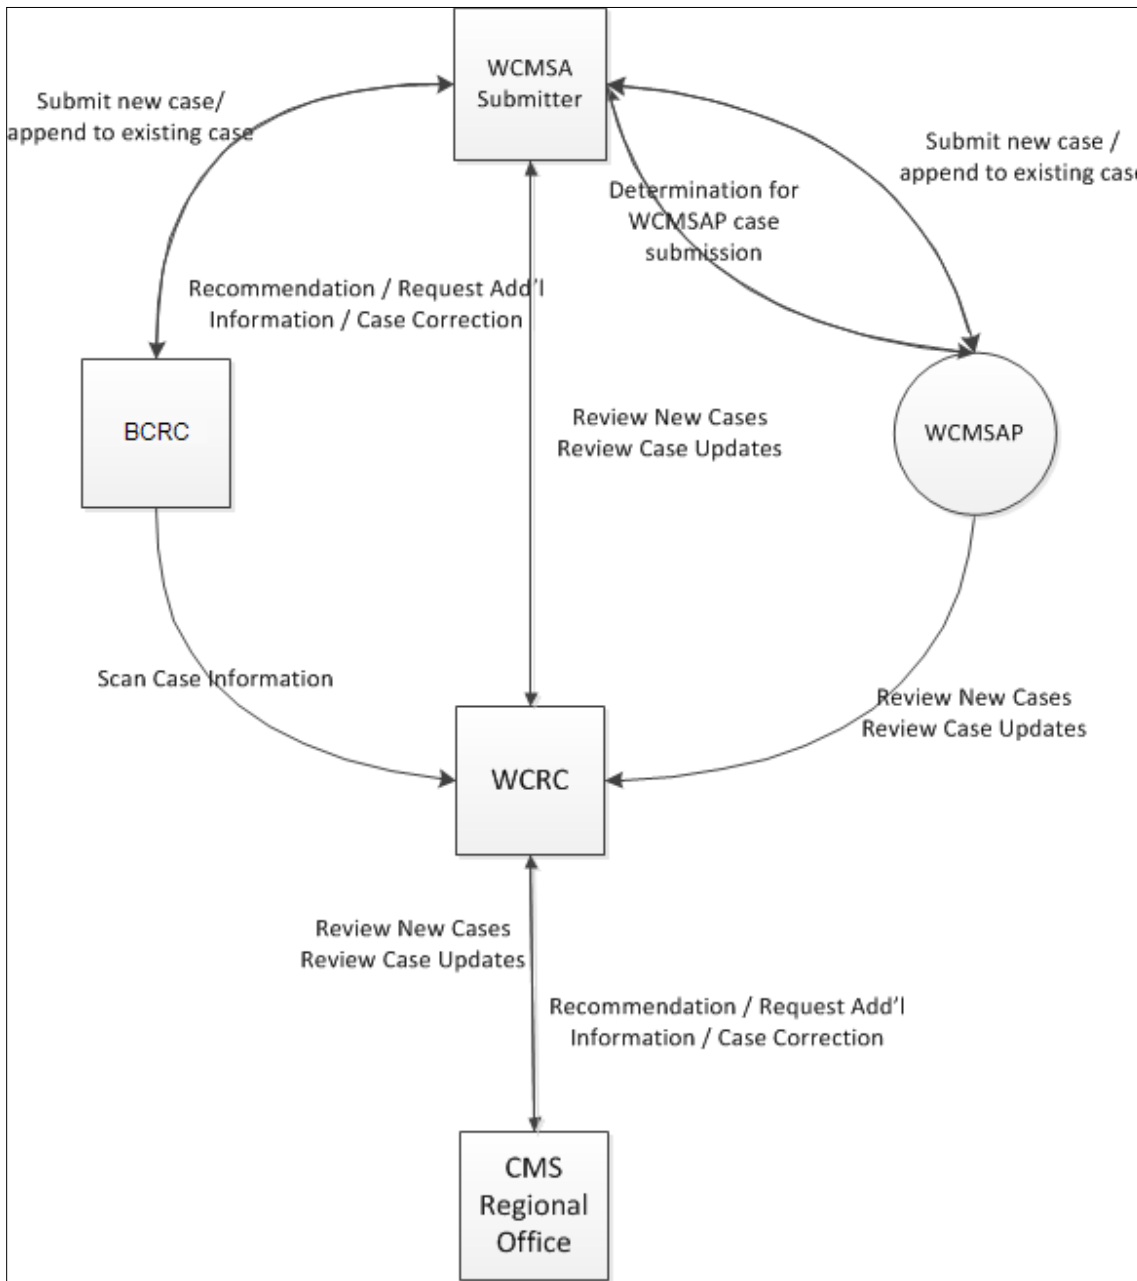 WCMSA
Submitter
Submit new case/
append to existing case
Submit new case /
append to existing case
Determination for
WCMSAP case
submission
Recommendation / Request Add'l
Information / Case Correction
BCRC
Review New Cases
Review Case Updates
WCMSAP
Scan Case Information
Review New Cases
Review Case Updates
WCRC
Review New Cases
Review Case Updates
Recommendation / Request Add'l
Information / Case Correction
CMS
Regional
Office